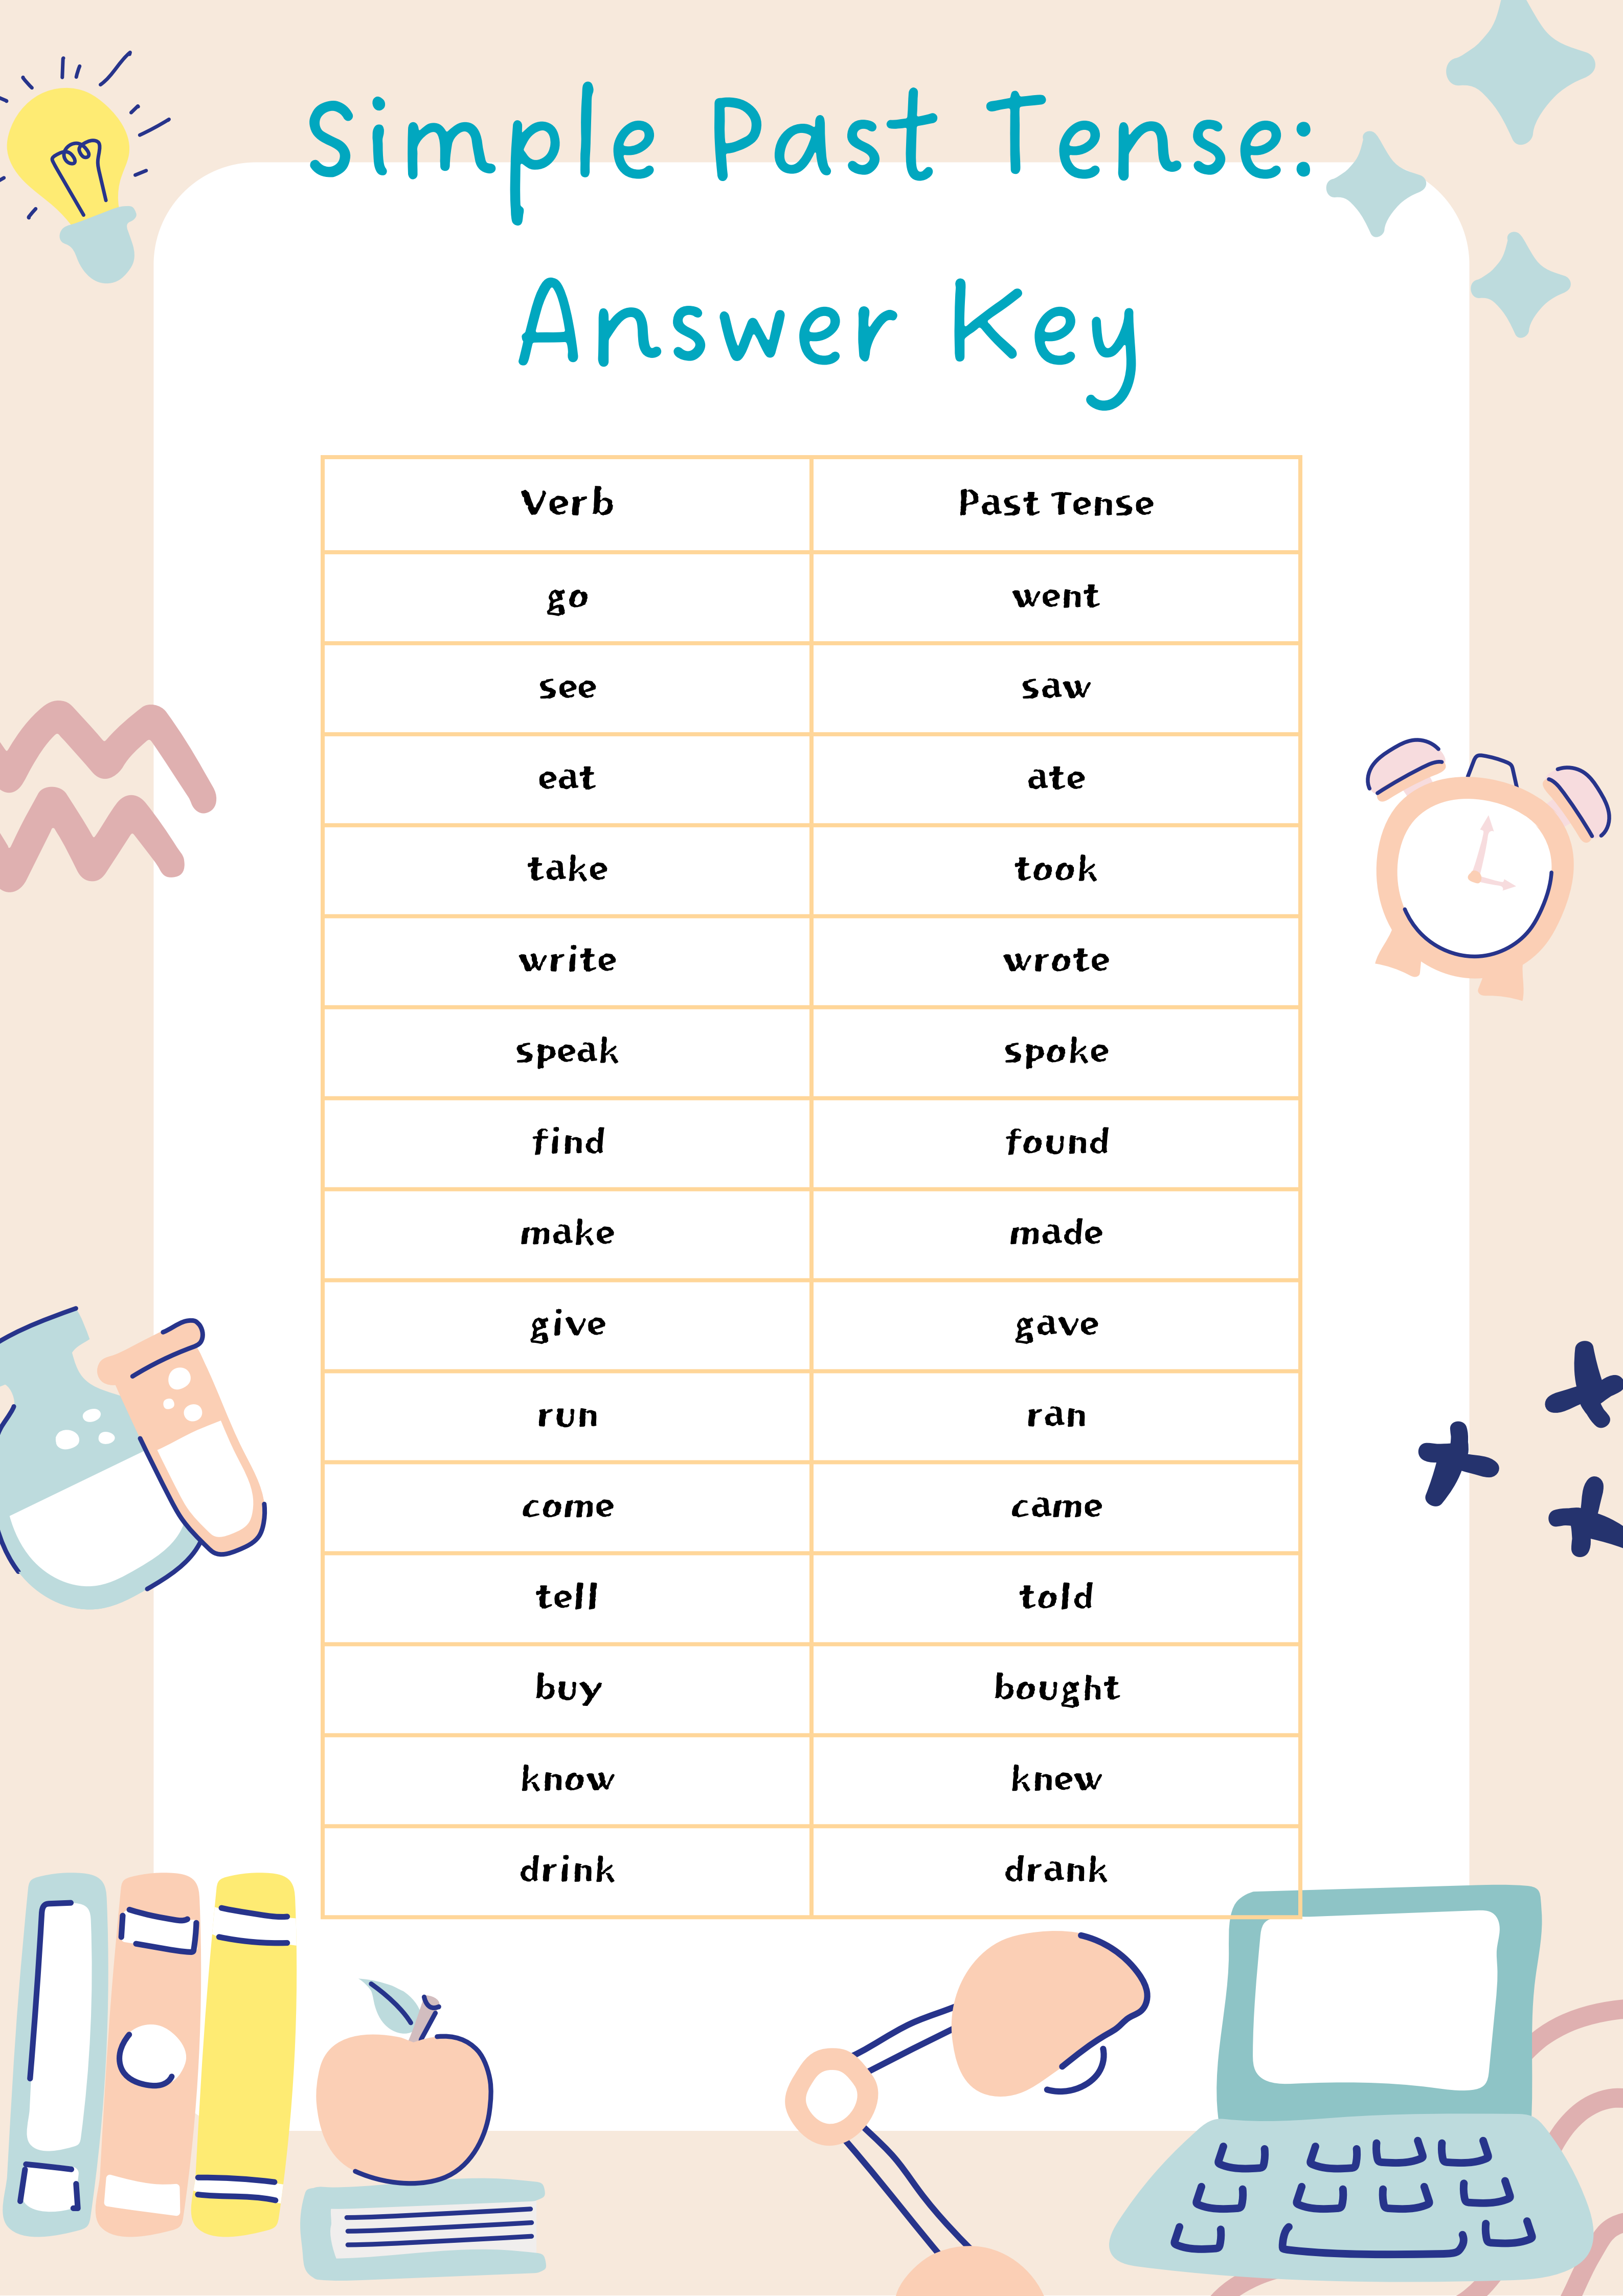 Simple Past Tense:
Answer Key
Verb Past Tense
go went
see saw
eat ate
take took
write wrote
speak spoke
find found
make made
give gave
run ran
come came
tell told
buy bought
know knew
drink drank